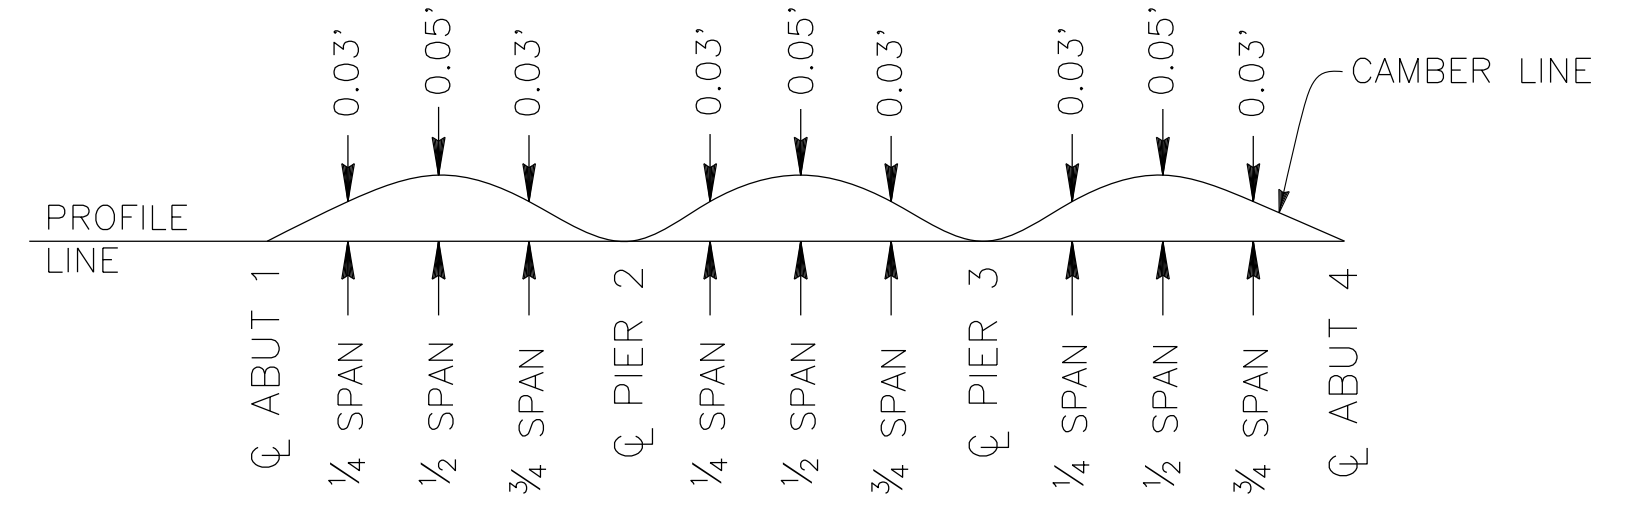 0.03'
0.05'
0.03'
0.03'
0.05'
0.03'
0.03'
0.05'
0.03'
CAMBER LINE
PROFILE
LINE
℄ ABUT 1
1/4 SPAN
1/2 SPAN
3/4 SPAN
℄ PIER 2
1/4 SPAN
1/2 SPAN
3/4 SPAN
℄ PIER 3
1/4 SPAN
1/2 SPAN
3/4 SPAN
℄ ABUT 4